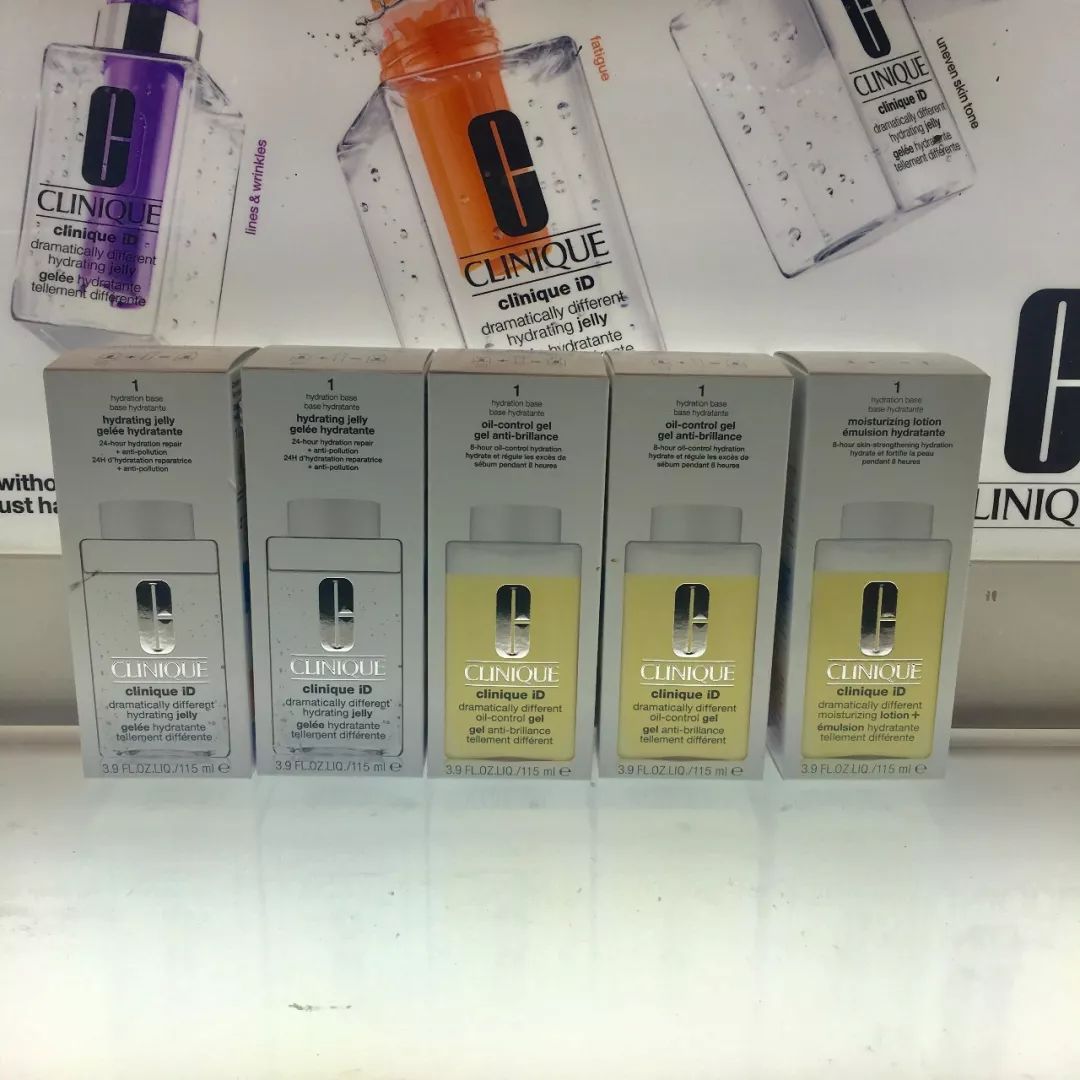 CLINIQUE
clinique iD
dramatically different
hydrating jelly
gelée hydratante
tellement différente
lines & wrinkles
CLINIQUE
clinique iD
dramatically different
hydrating jelly
gelée hydratante
tellement différente
fatigue
CLINIQUE
clinique iD
dramatically different
hydrating jelly
gelée hydratante
tellement différente
uneven skin tone
witho
ust ha
LINIQ
1
hydration base
base hydratante
hydrating jelly
gelée hydratante
24-hour hydration repair
+ anti-pollution
24H d'hydratation reparatrice
+ anti-pollution
CLINIQUE
clinique iD
dramatically different
hydrating jelly
gelée hydratante
tellement différente
3.9 FL.OZ.LIQ./115 ml ℮
1
hydration base
base hydratante
hydrating jelly
gelée hydratante
24-hour hydration repair
+ anti-pollution
24H d'hydratation reparatrice
+ anti-pollution
CLINIQUE
clinique iD
dramatically different
hydrating jelly
gelée hydratante
tellement différente
3.9 FL.OZ.LIQ./115 ml ℮
1
hydration base
base hydratante
oil-control gel
gel anti-brillance
8-hour oil-control hydration
hydrate et régule les excès de
sébum pendant 8 heures
CLINIQUE
clinique iD
dramatically different
oil-control gel
gel anti-brillance
tellement différent
3.9 FL.OZ.LIQ./115 ml ℮
1
hydration base
base hydratante
oil-control gel
gel anti-brillance
8-hour oil-control hydration
hydrate et régule les excès de
sébum pendant 8 heures
CLINIQUE
clinique iD
dramatically different
oil-control gel
gel anti-brillance
tellement différent
3.9 FL.OZ.LIQ./115 ml ℮
1
hydration base
base hydratante
moisturizing lotion
émulsion hydratante
8-hour skin-strengthening hydration
hydrate et fortifie la peau
pendant 8 heures
CLINIQUE
clinique iD
dramatically different
moisturizing lotion+
émulsion hydratante
tellement différente
3.9 FL.OZ.LIQ./115 ml ℮